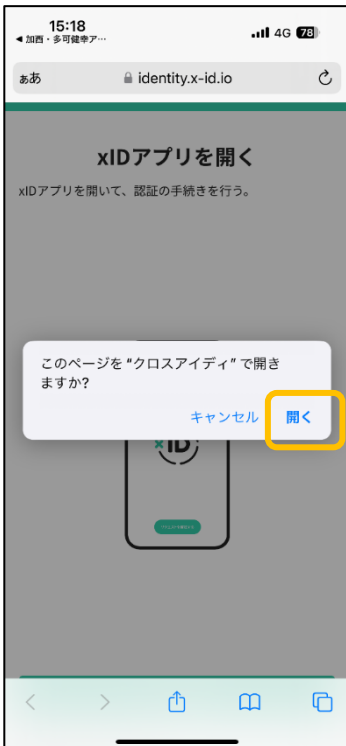 15:18
◀ 加西・多可健幸ア…
4G 78
ぁあ identity.x-id.io
xIDアプリを開く
xIDアプリを開いて、認証の手続きを行う。
このページを“クロスアイディ”で開き
ますか?
キャンセル 開く
xID